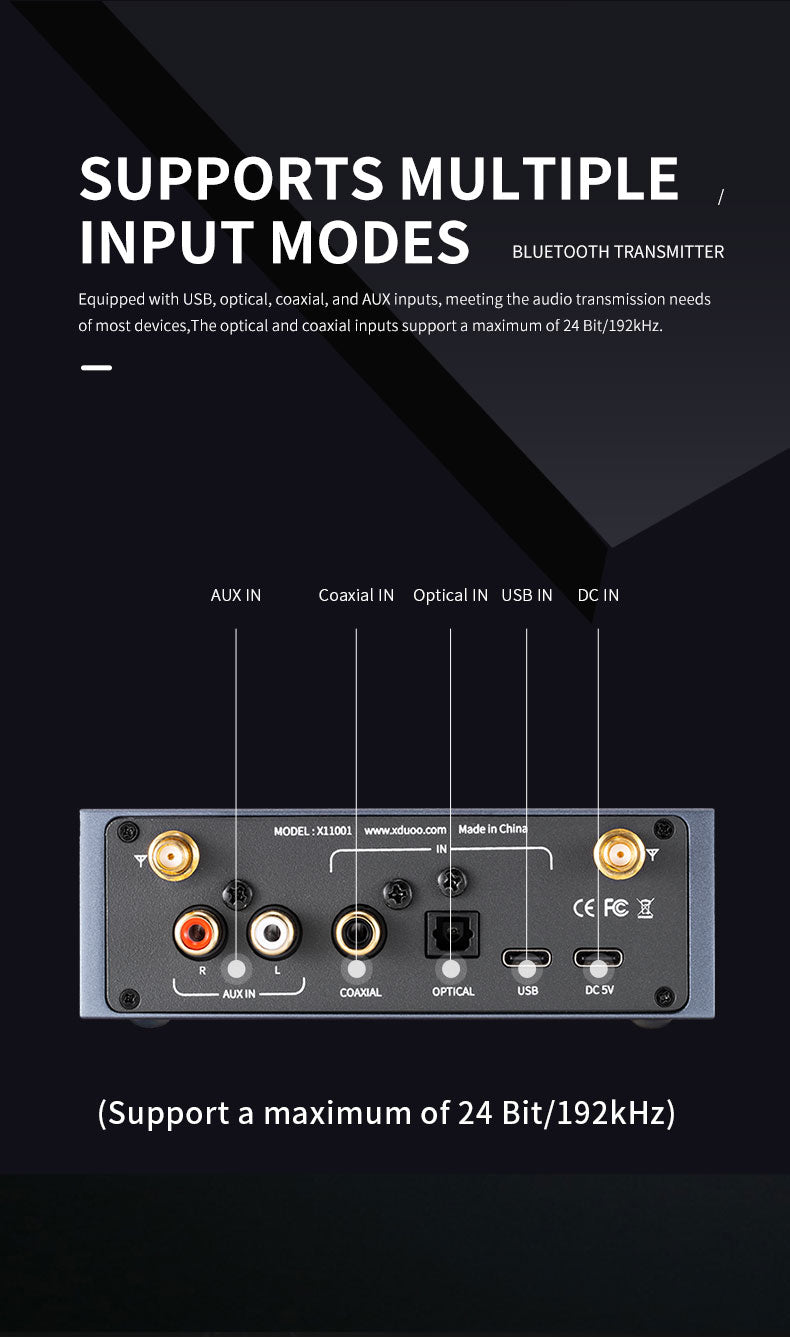 SUPPORTS MULTIPLE
INPUT MODES
/
BLUETOOTH TRANSMITTER
Equipped with USB, optical, coaxial, and AUX inputs, meeting the audio transmission needs
of most devices,The optical and coaxial inputs support a maximum of 24 Bit/192kHz.
AUX IN Coaxial IN Optical IN USB IN DC IN
MODEL : X11001 www.xduoo.com Made in China
IN
CE FC
R L
AUX IN COAXIAL OPTICAL USB DC 5V
(Support a maximum of 24 Bit/192kHz)